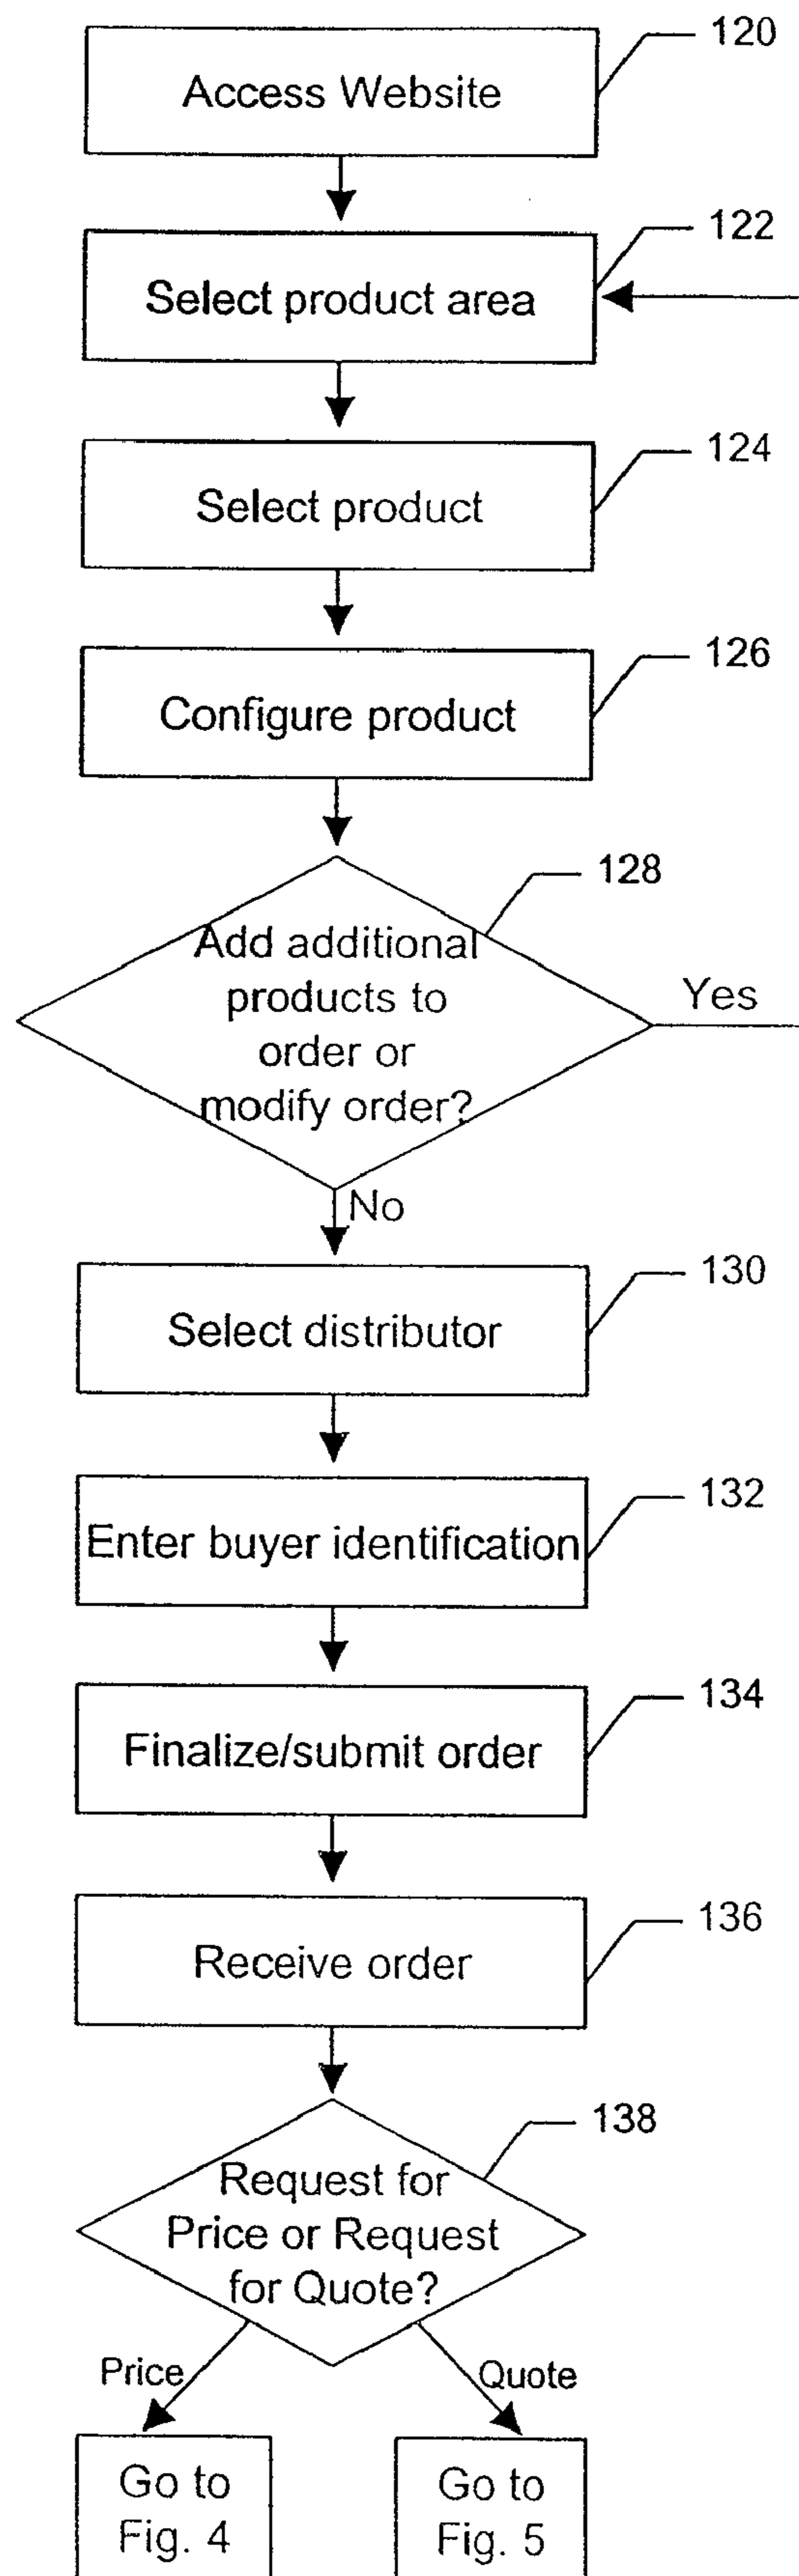 120
Access Website
122
Select product area
124
Select product
126
Configure product
128
Add additional
products to
order or
modify order?
Yes
No
130
Select distributor
132
Enter buyer identification
134
Finalize/submit order
136
Receive order
138
Request for
Price or Request
for Quote?
Price
Quote
Go to
Fig. 4
Go to
Fig. 5